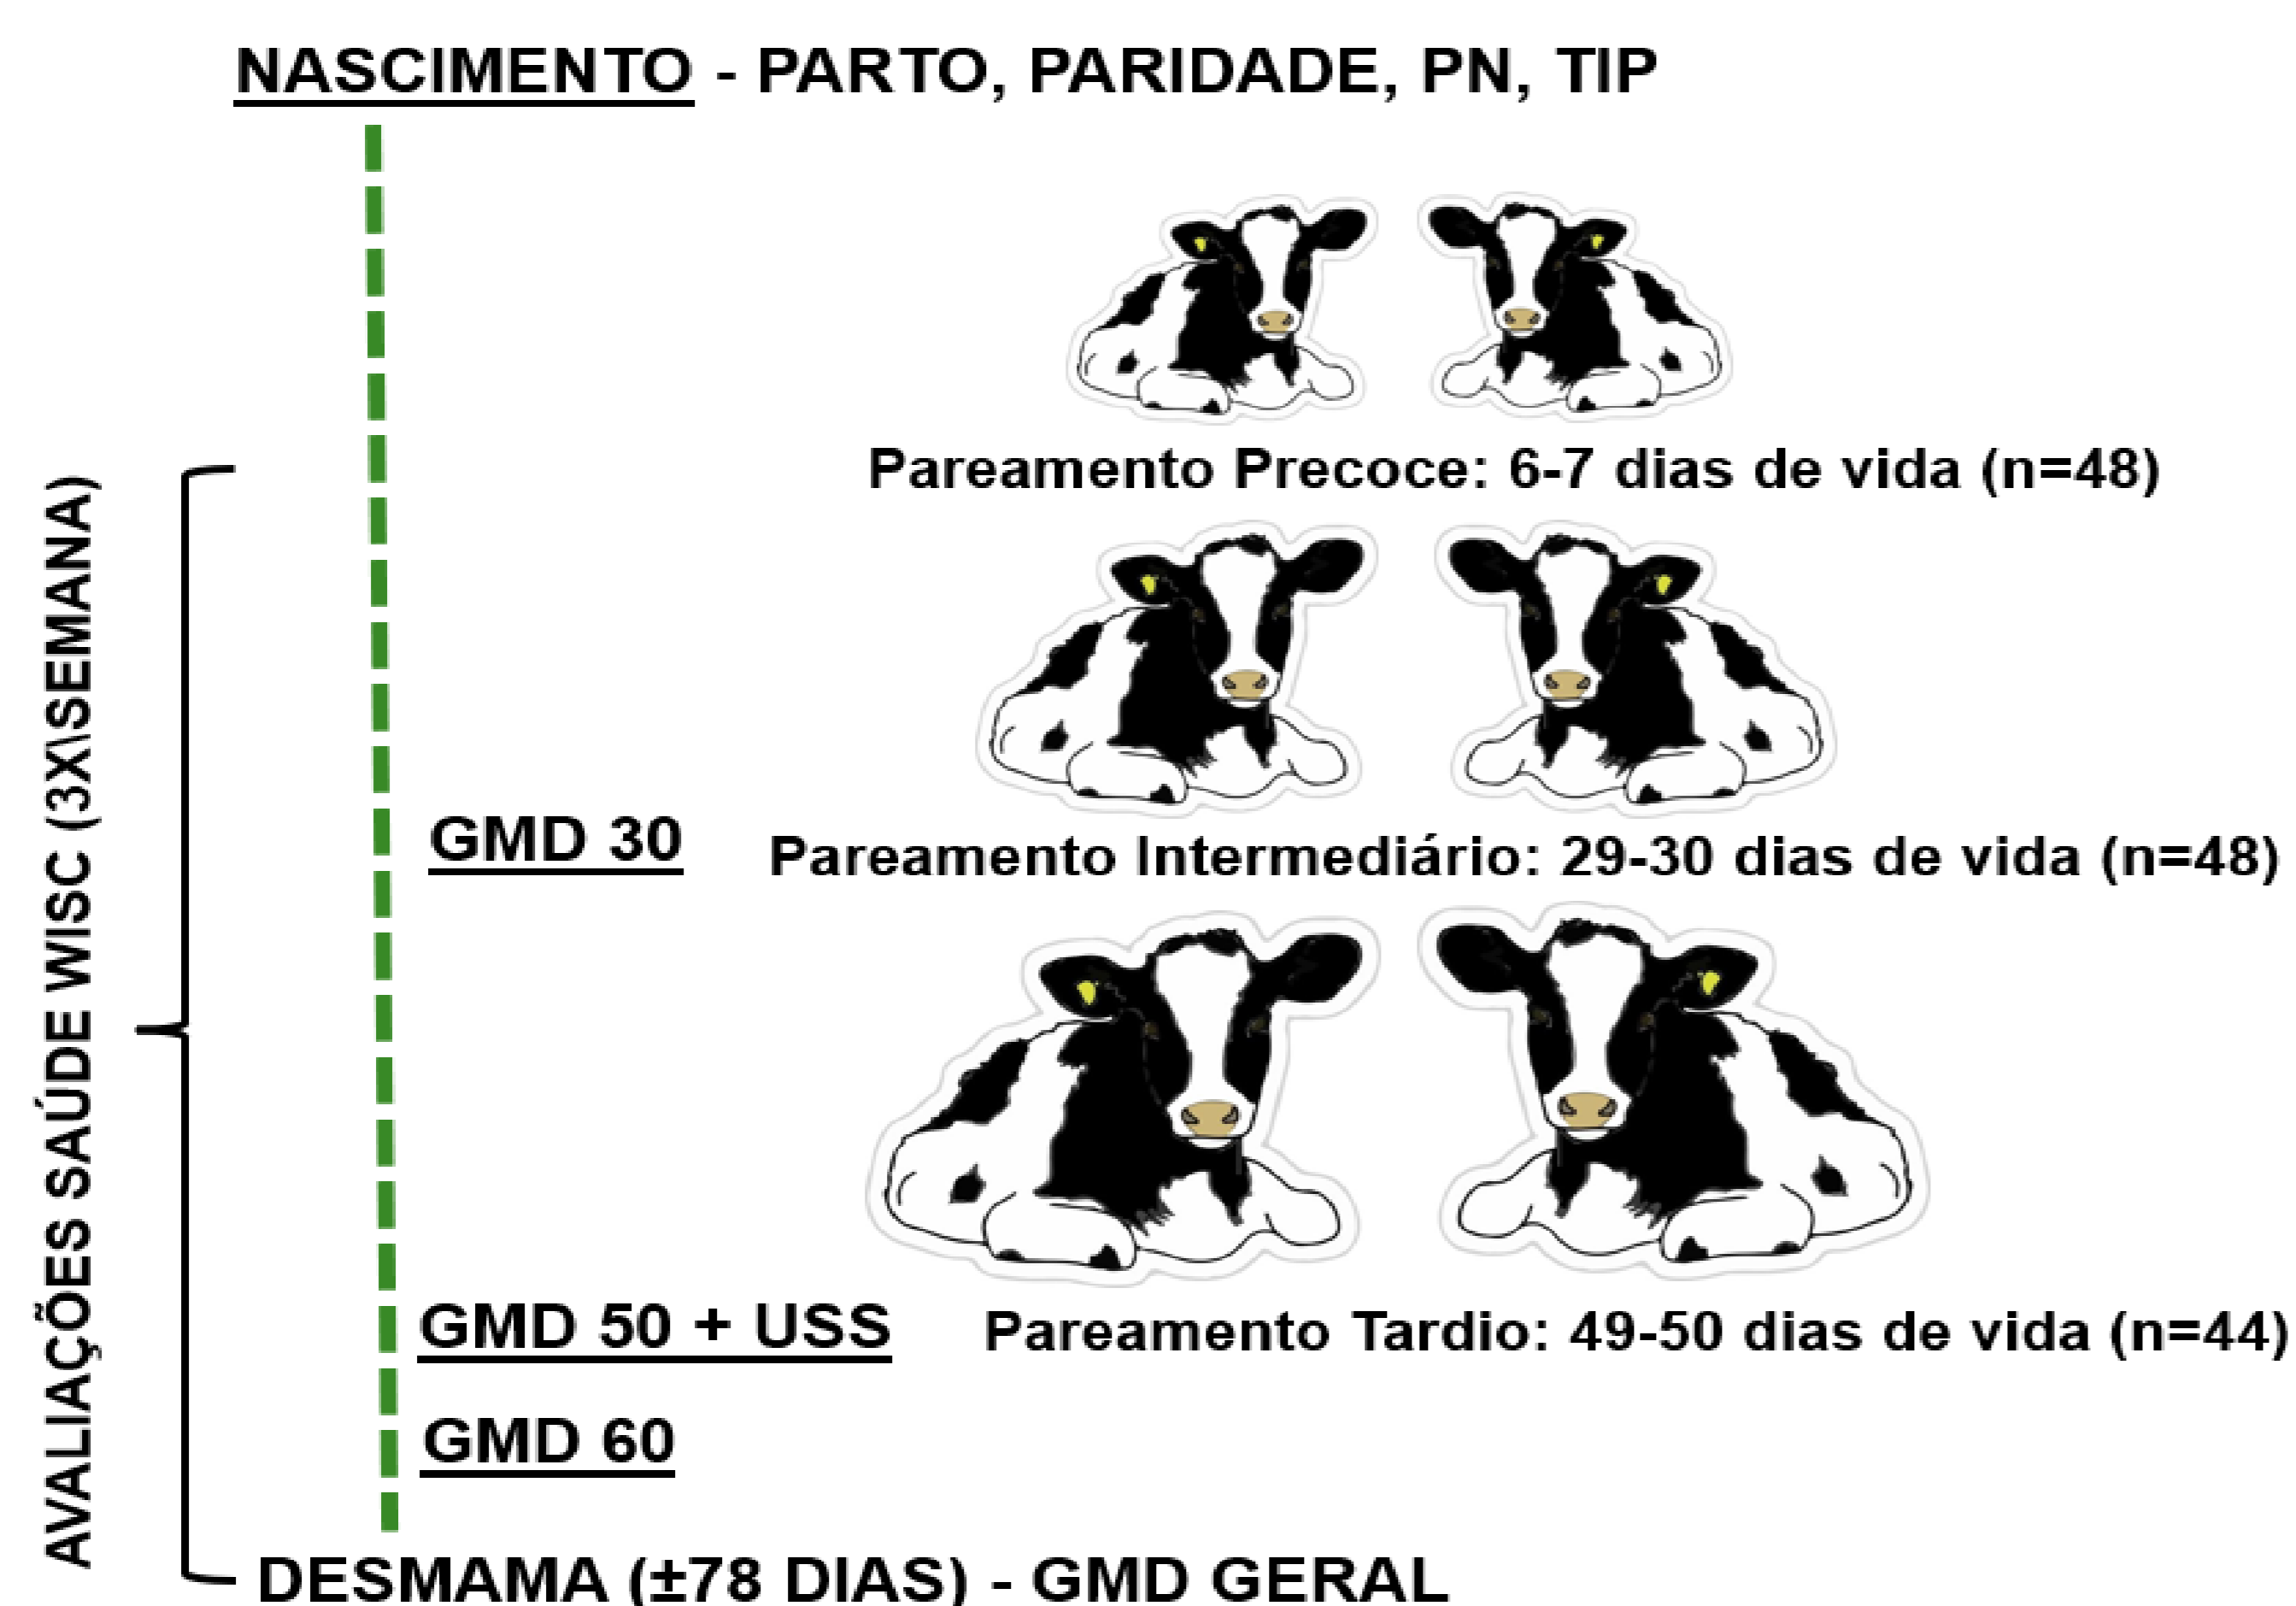 NASCIMENTO - PARTO, PARIDADE, PN, TIP
Pareamento Precoce: 6-7 dias de vida (n=48)
AVALIAÇÕES SAÚDE WISC (3X\SEMANA)
GMD 30
Pareamento Intermediário: 29-30 dias de vida (n=48)
GMD 50 + USS
Pareamento Tardio: 49-50 dias de vida (n=44)
GMD 60
DESMAMA (±78 DIAS) - GMD GERAL